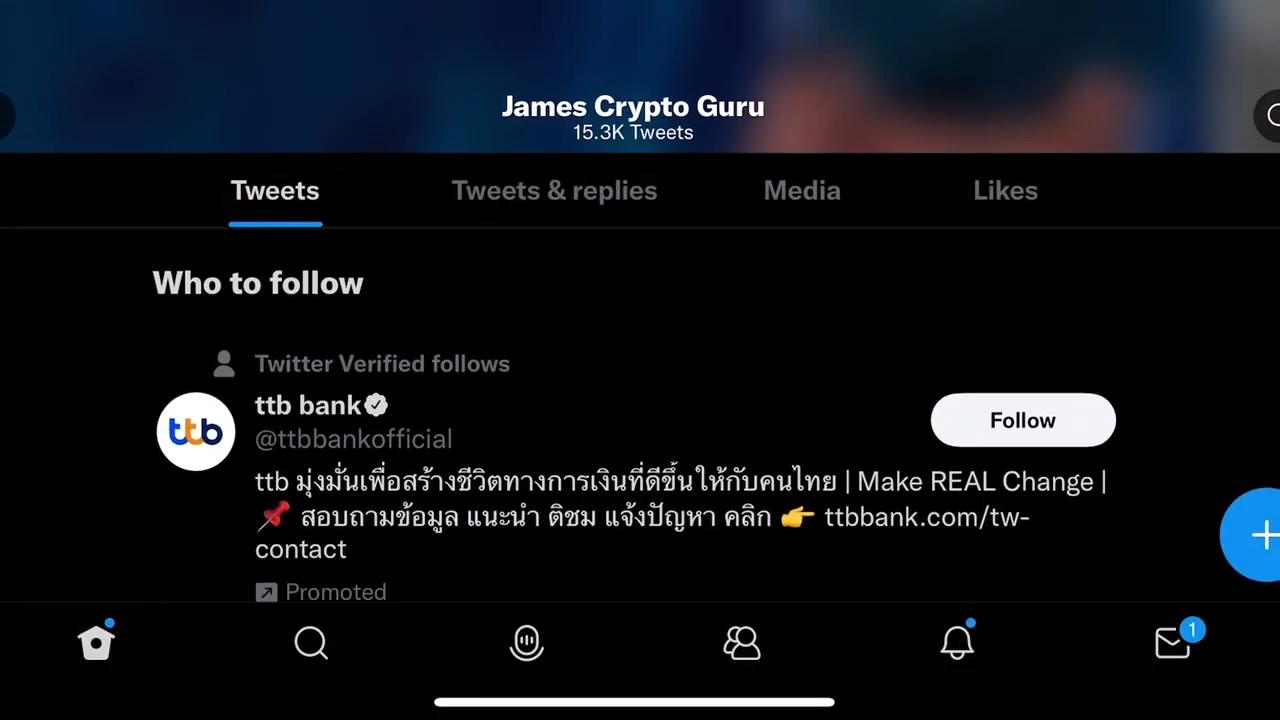 James Crypto Guru
15.3K Tweets
Tweets Tweets & replies Media Likes
Who to follow
Twitter Verified follows
ttb bank
ttb
@ttbbankofficial
Follow
ttb มุ่งมั่นเพื่อสร้างชีวิตทางการเงินที่ดีขึ้นให้กับคนไทย | Make REAL Change |
📌 สอบถามข้อมูล แนะนำ ติชม แจ้งปัญหา คลิก 👉 ttbbank.com/tw-
contact
Promoted
1